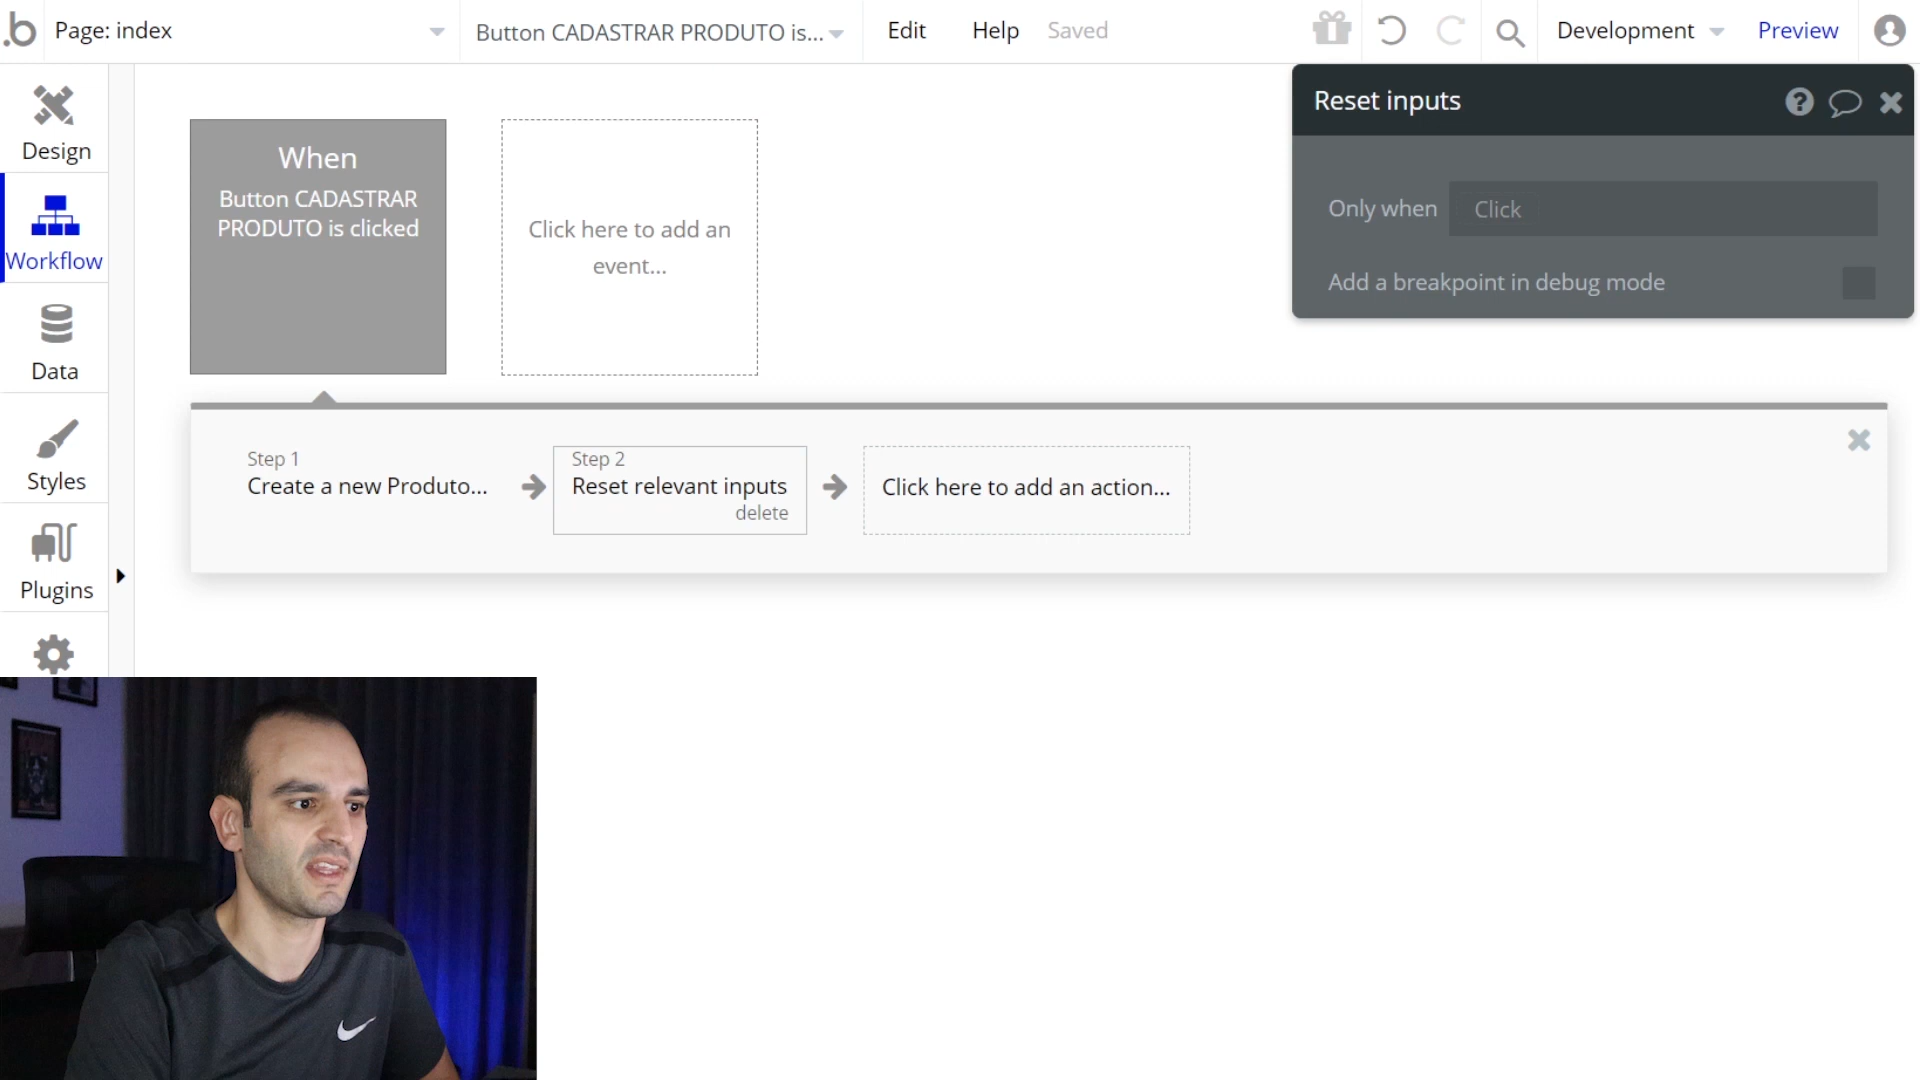 .b
Page: index
Button CADASTRAR PRODUTO is...
Edit
Help
Saved
Development
Preview
Design
Workflow
Data
Styles
Plugins
When
Button CADASTRAR
PRODUTO is clicked
Click here to add an
event...
Reset inputs
?
Only when
Click
Add a breakpoint in debug mode
Step 1
Create a new Produto...
Step 2
Reset relevant inputs
delete
Click here to add an action...